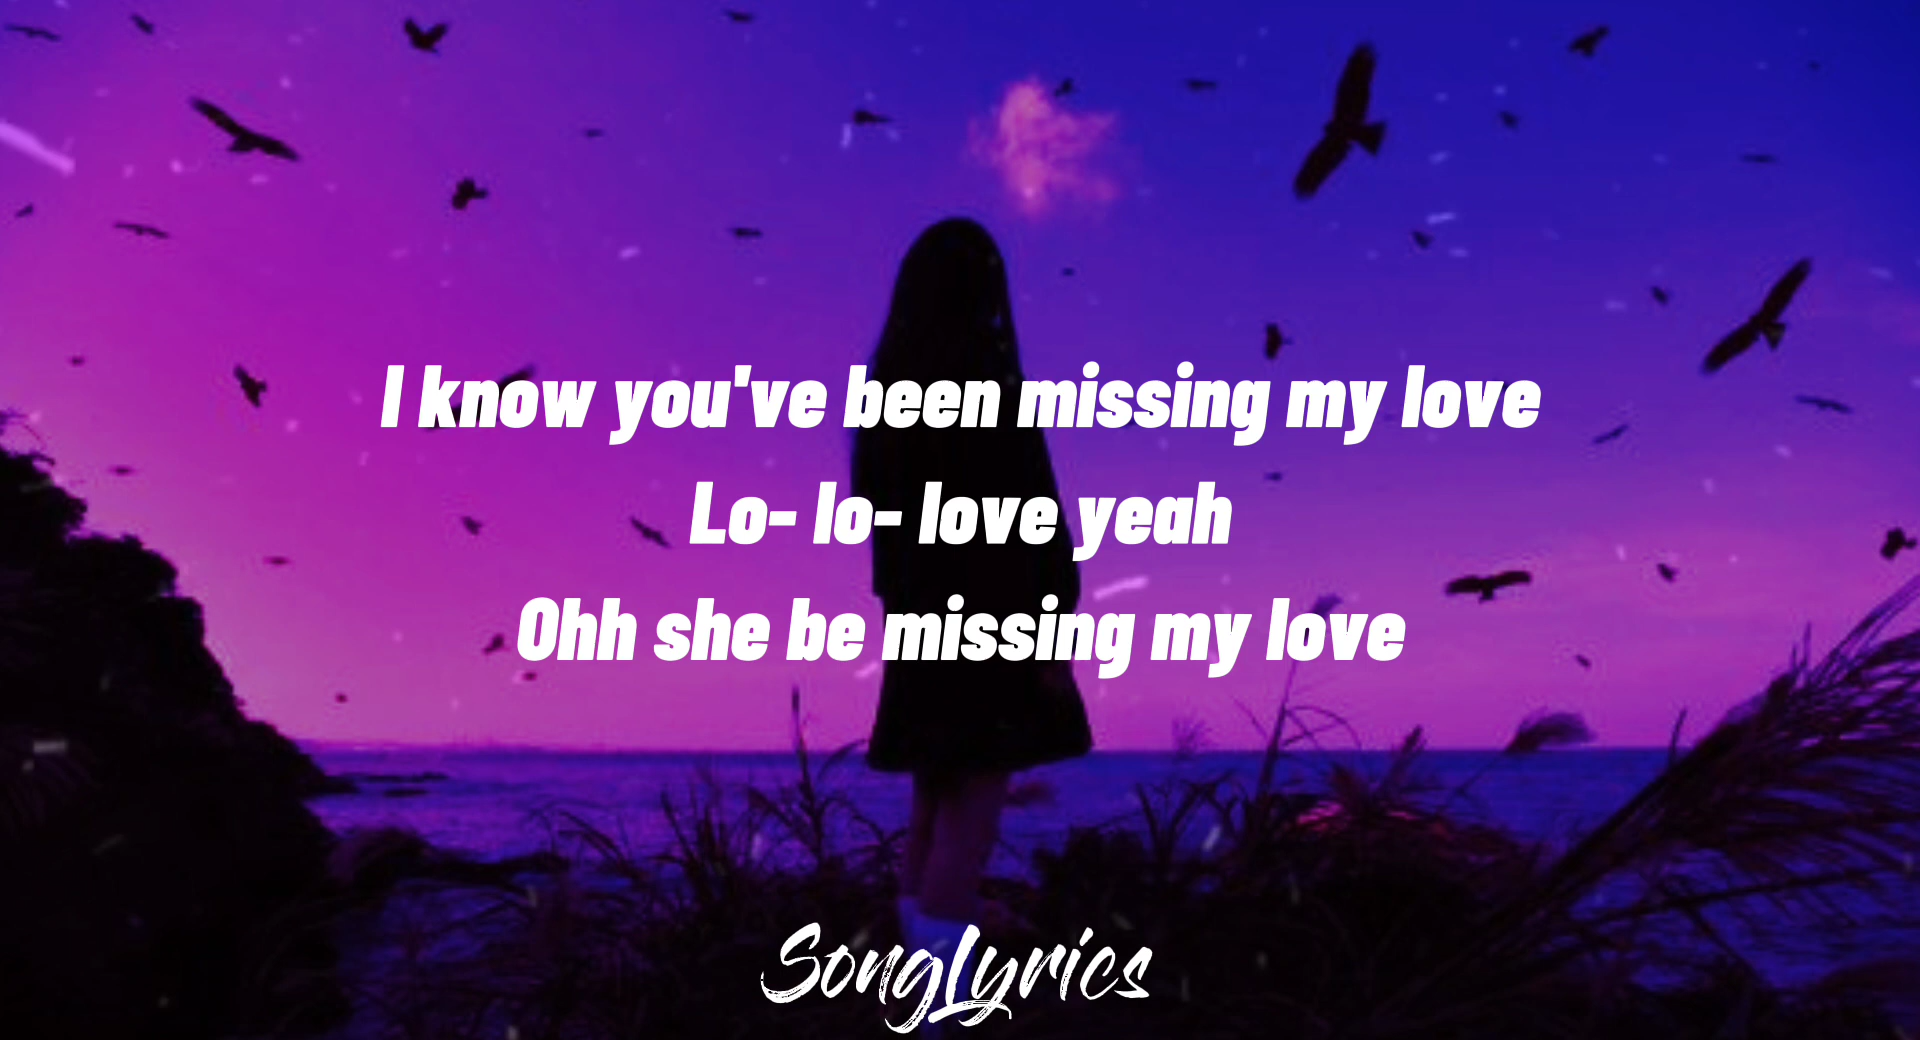 I know you've been missing my love
Lo- lo- love yeah
Ohh she be missing my love
SongLyrics